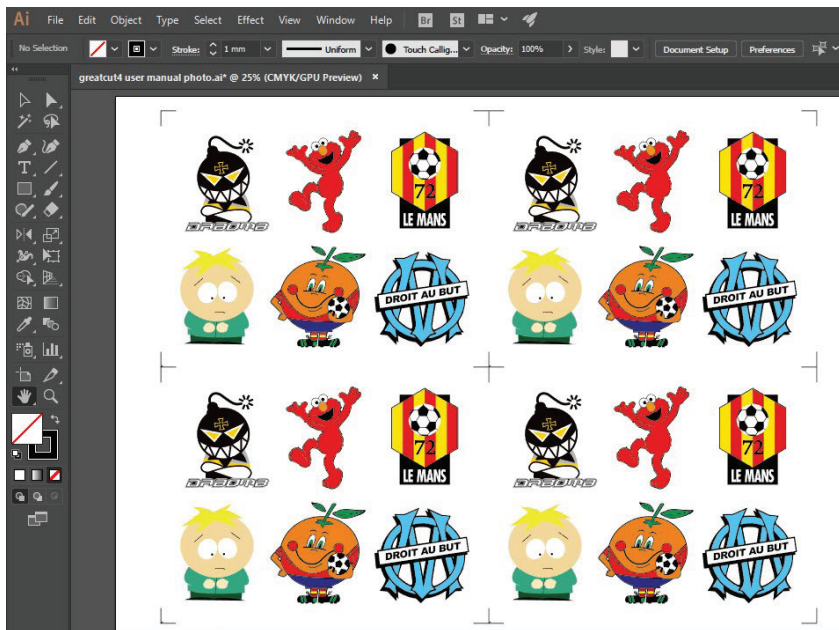 Ai File Edit Object Type Select Effect View Window Help Br St
No Selection Stroke: 1 mm Uniform Touch Callig... Opacity: 100% Style: Document Setup Preferences
greatcut4 user manual photo.ai* @ 25% (CMYK/GPU Preview) ×
72 72
LE MANS LE MANS
DROIT AU BUT DROIT AU BUT
72 72
LE MANS LE MANS
DROIT AU BUT DROIT AU BUT